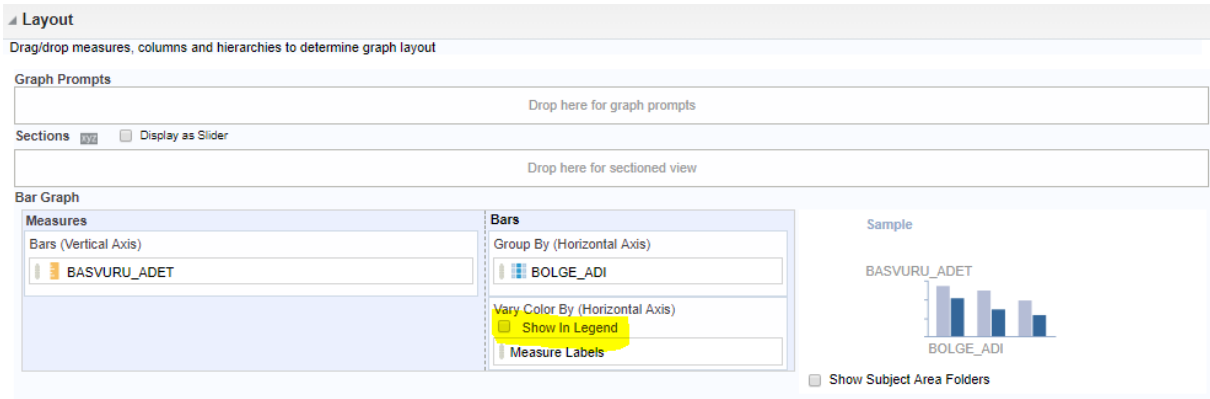 Layout
Drag/drop measures, columns and hierarchies to determine graph layout
Graph Prompts
Drop here for graph prompts
Sections xyz Display as Slider
Drop here for sectioned view
Bar Graph
Measures
Bars (Vertical Axis)
BASVURU_ADET
Bars
Group By (Horizontal Axis)
BOLGE_ADI
Vary Color By (Horizontal Axis)
Show In Legend
Measure Labels
Sample
BASVURU_ADET
BOLGE_ADI
Show Subject Area Folders